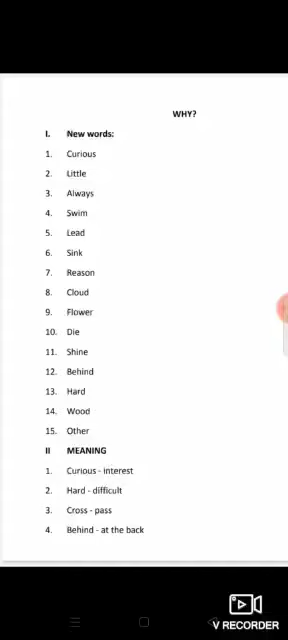 WHY?
I. New words:
1. Curious
2. Little
3. Always
4. Swim
5. Lead
6. Sink
7. Reason
8. Cloud
9. Flower
10. Die
11. Shine
12. Behind
13. Hard
14. Wood
15. Other
II MEANING
1. Curious - interest
2. Hard - difficult
3. Cross - pass
4. Behind - at the back
V RECORDER